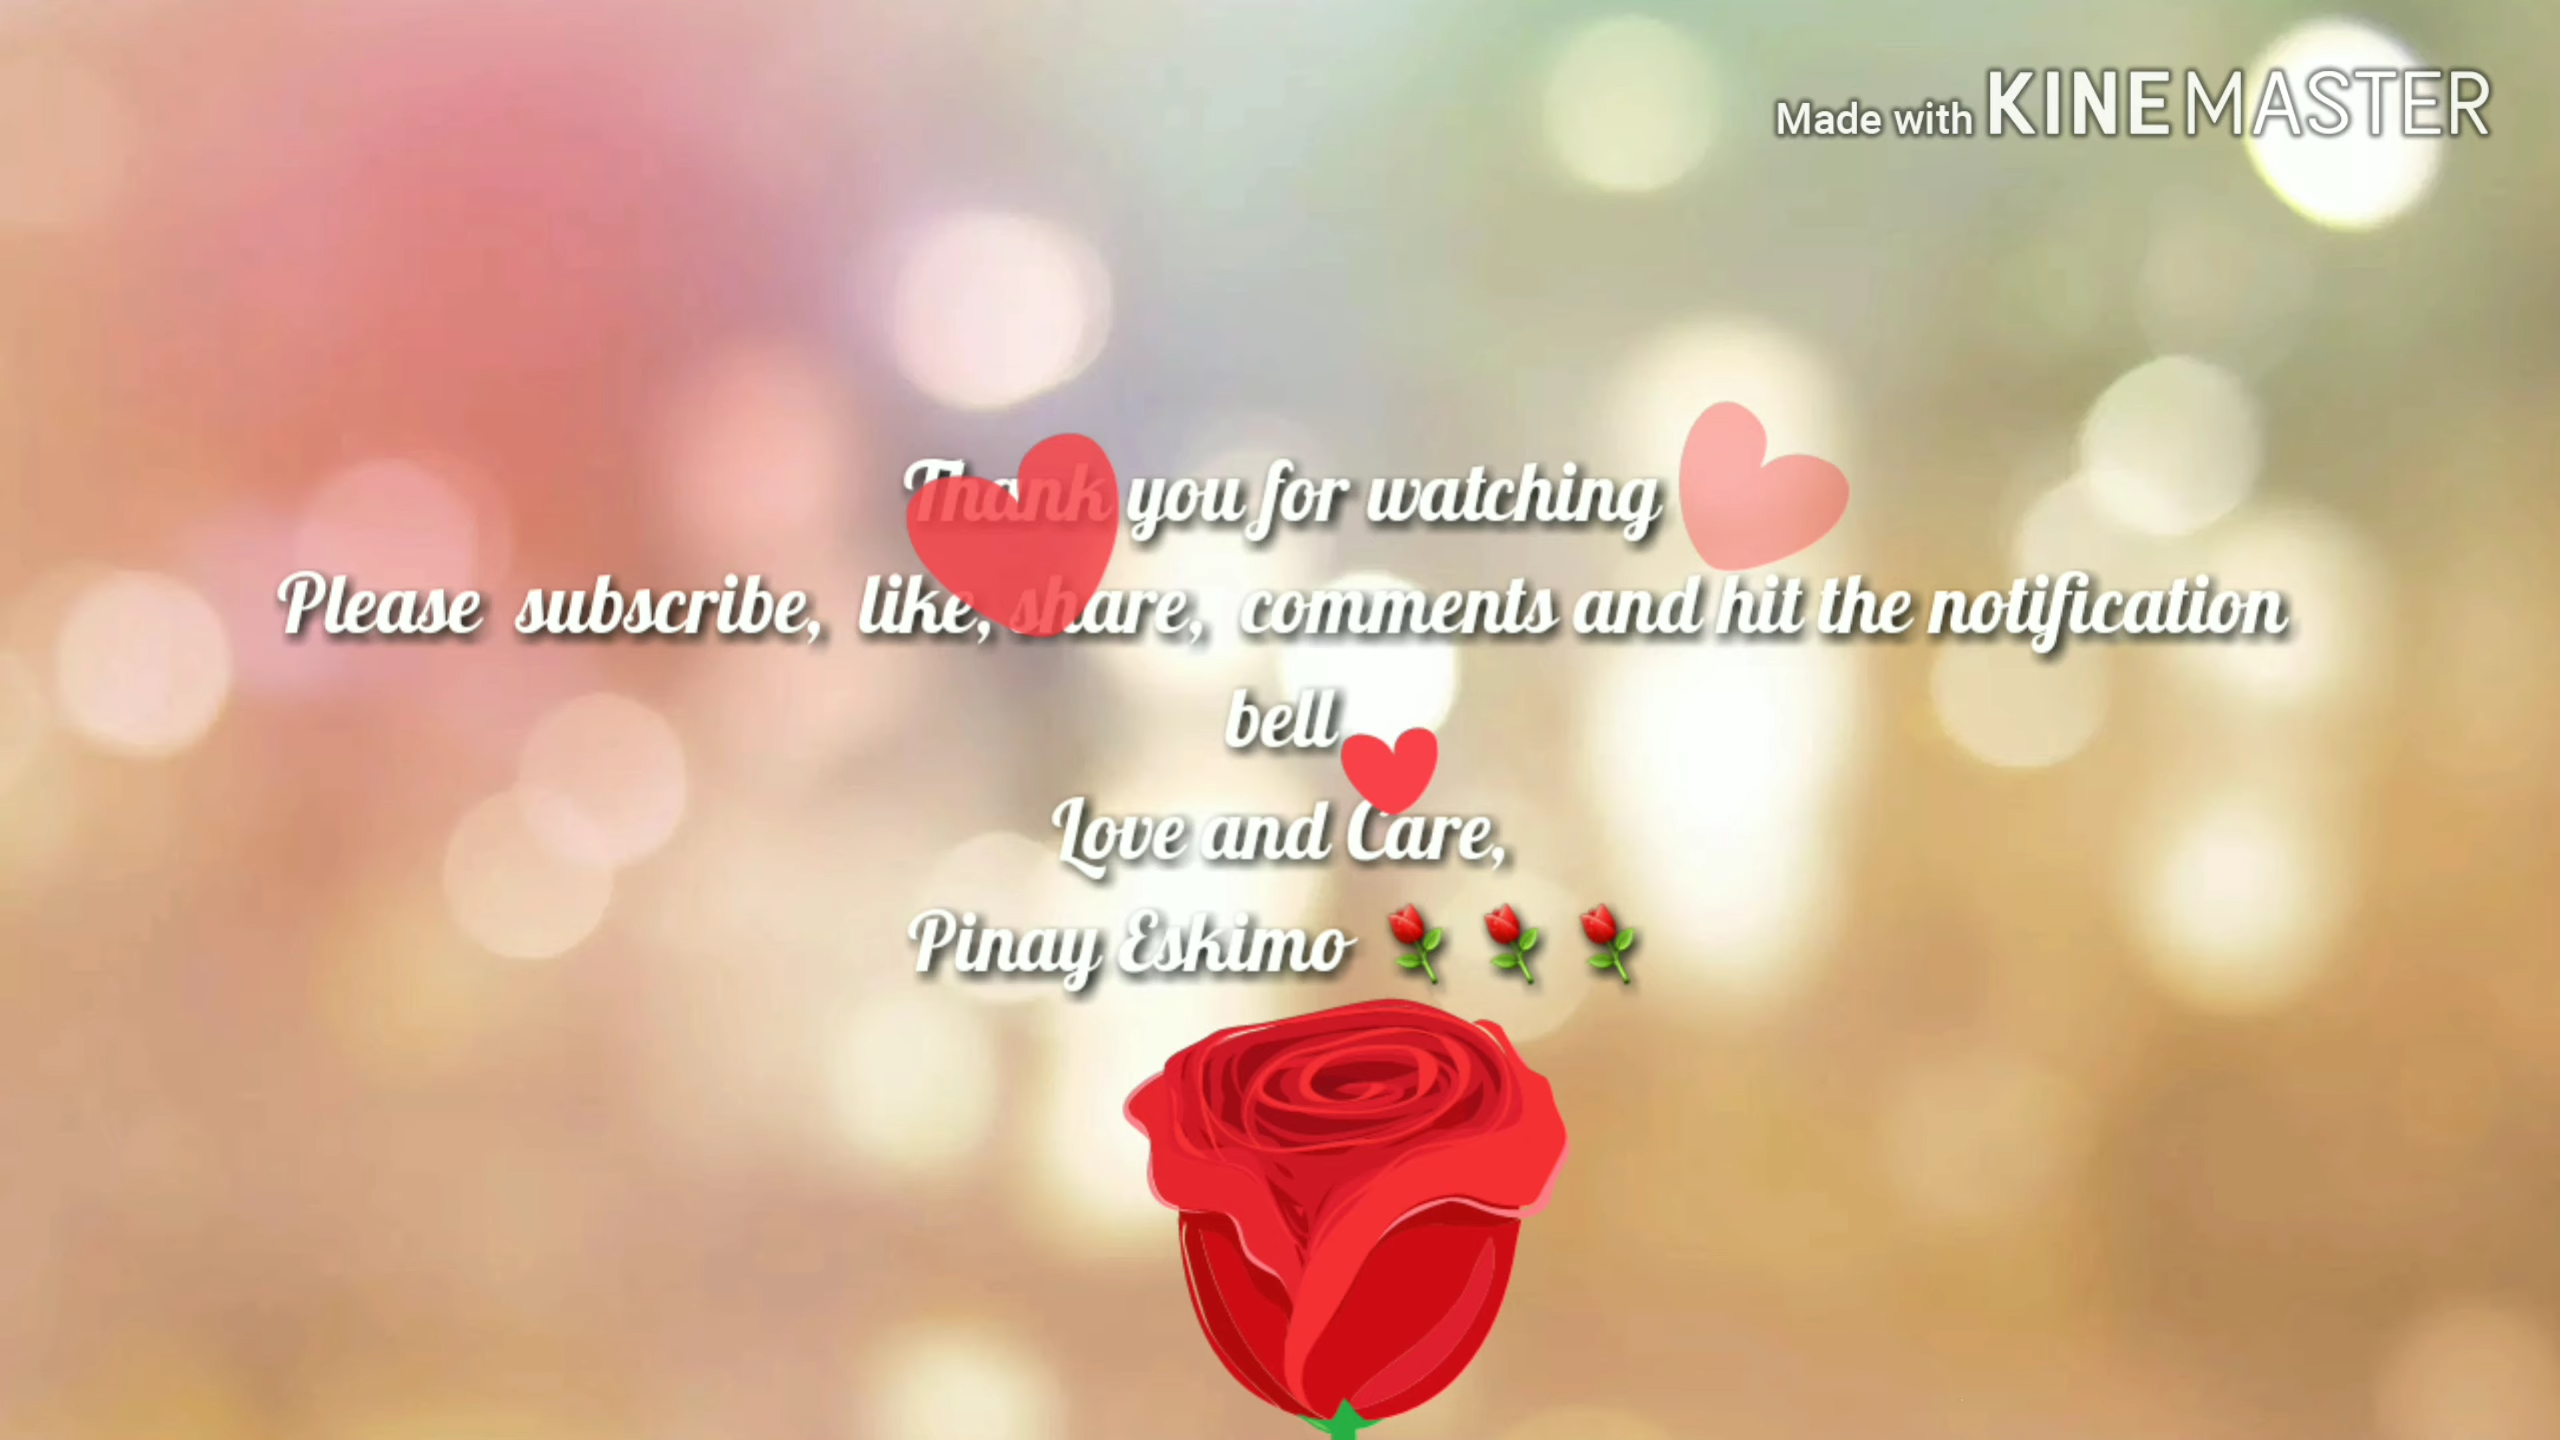 Made with KINEMASTER
Thank you for watching
Please subscribe, like, share, comments and hit the notification
bell
Love and Care,
Pinay Eskimo 🌹 🌹 🌹